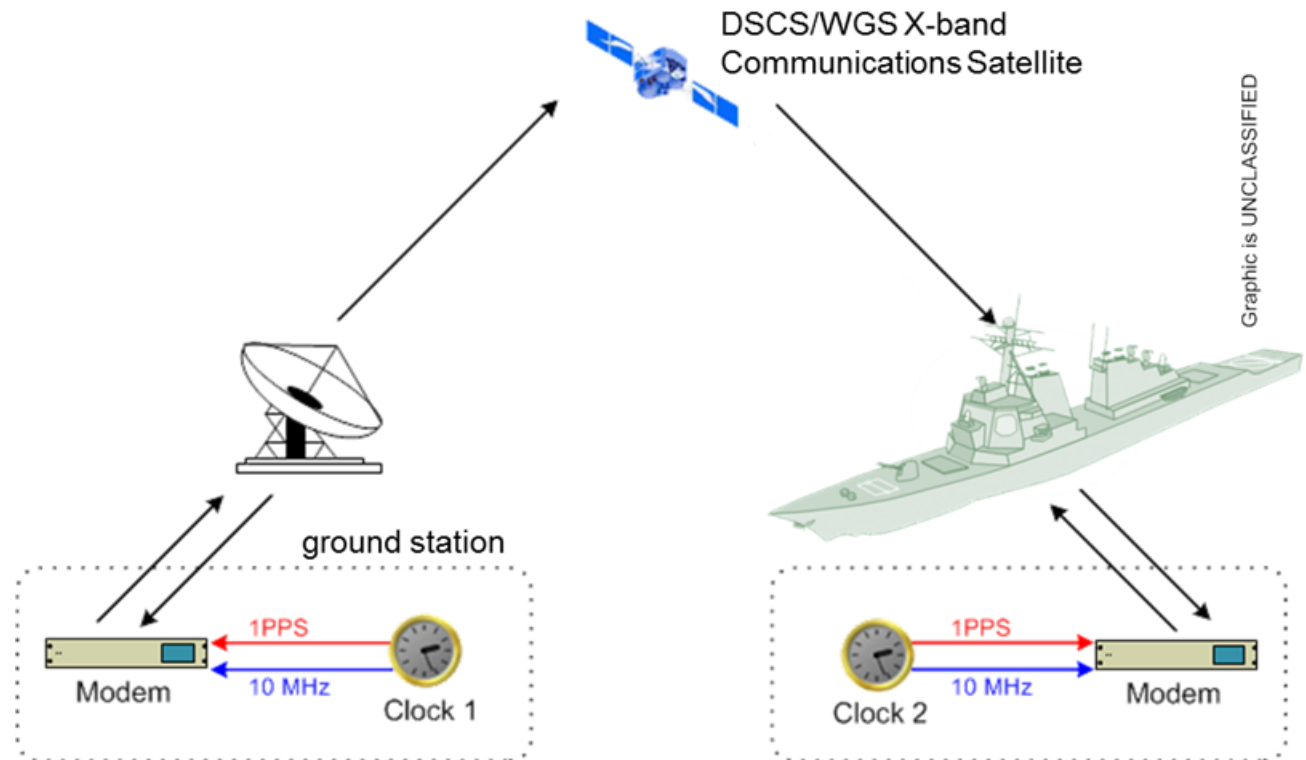 DSCS/WGS X-band
Communications Satellite
Graphic is UNCLASSIFIED
ground station
1PPS
10 MHz
Modem
Clock 1
1PPS
10 MHz
Clock 2
Modem